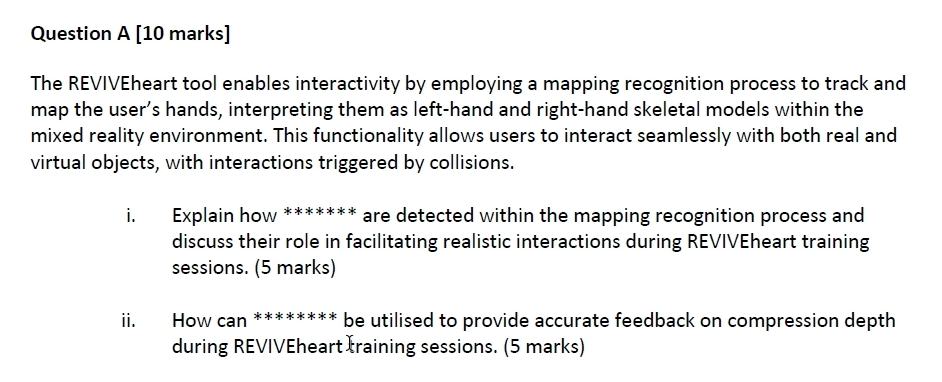 Question A [10 marks]
The REVIVEheart tool enables interactivity by employing a mapping recognition process to track and
map the user's hands, interpreting them as left-hand and right-hand skeletal models within the
mixed reality environment. This functionality allows users to interact seamlessly with both real and
virtual objects, with interactions triggered by collisions.
i. Explain how ******* are detected within the mapping recognition process and
discuss their role in facilitating realistic interactions during REVIVEheart training
sessions. (5 marks)
ii. How can ******** be utilised to provide accurate feedback on compression depth
during REVIVEheart training sessions. (5 marks)